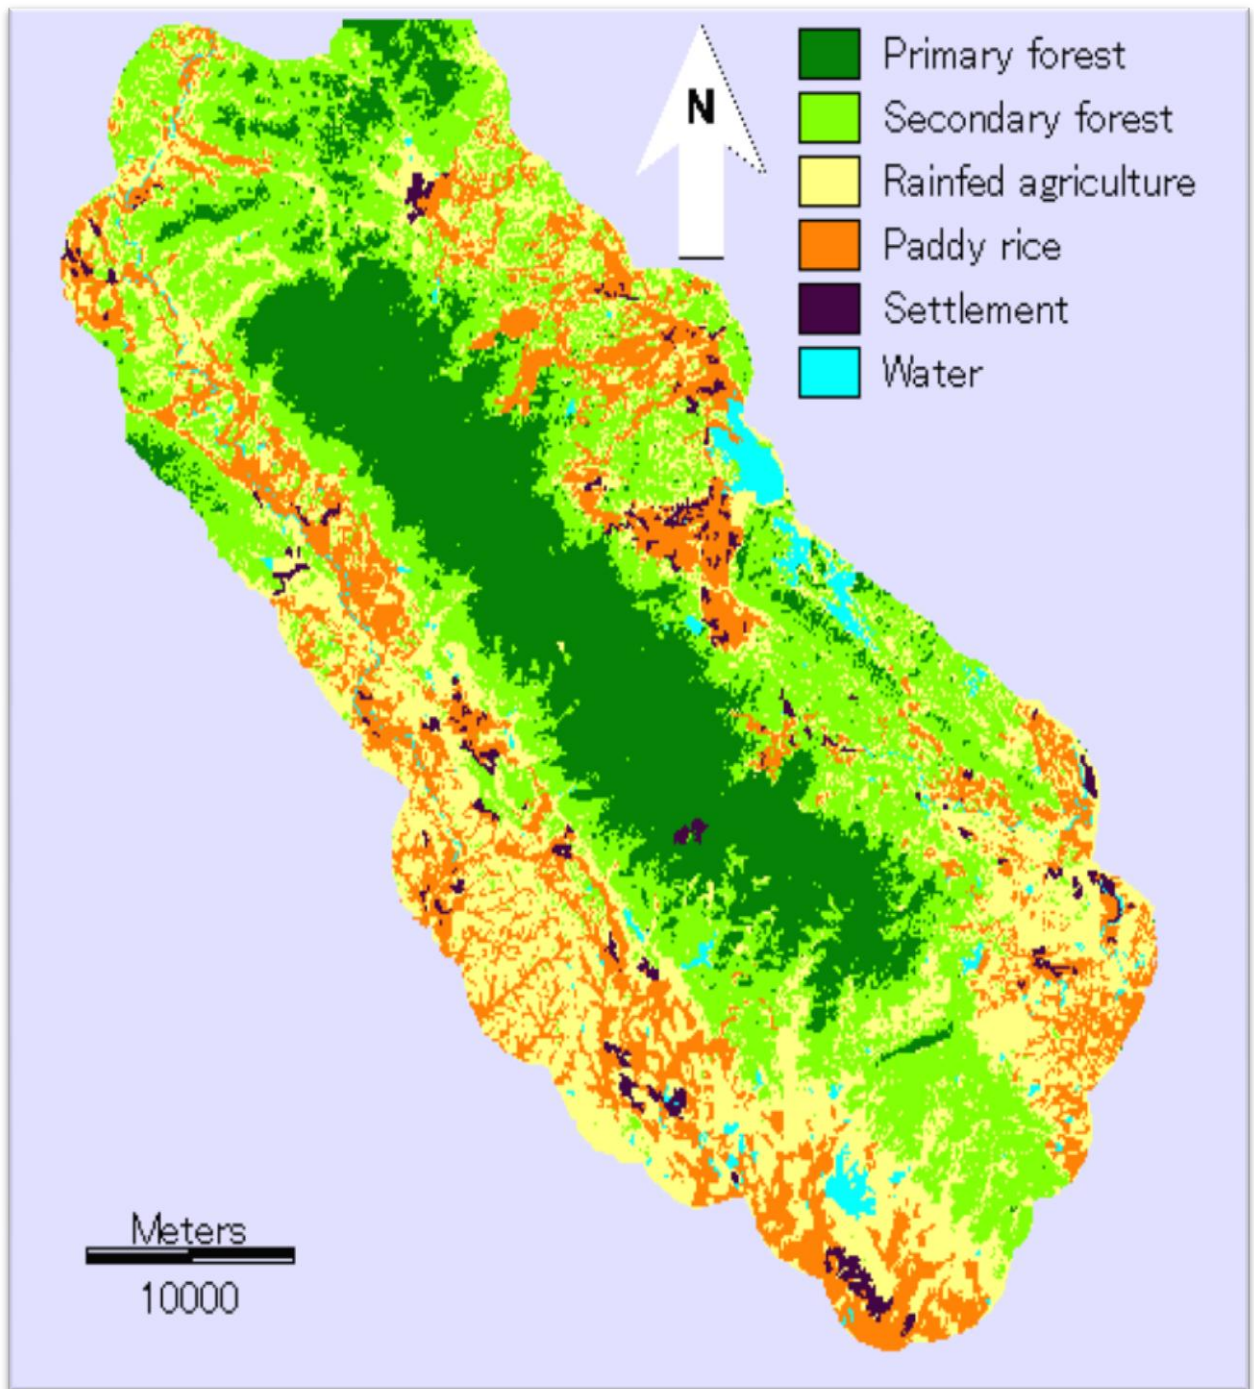 N
Primary forest
Secondary forest
Rainfed agriculture
Paddy rice
Settlement
Water
Meters
10000